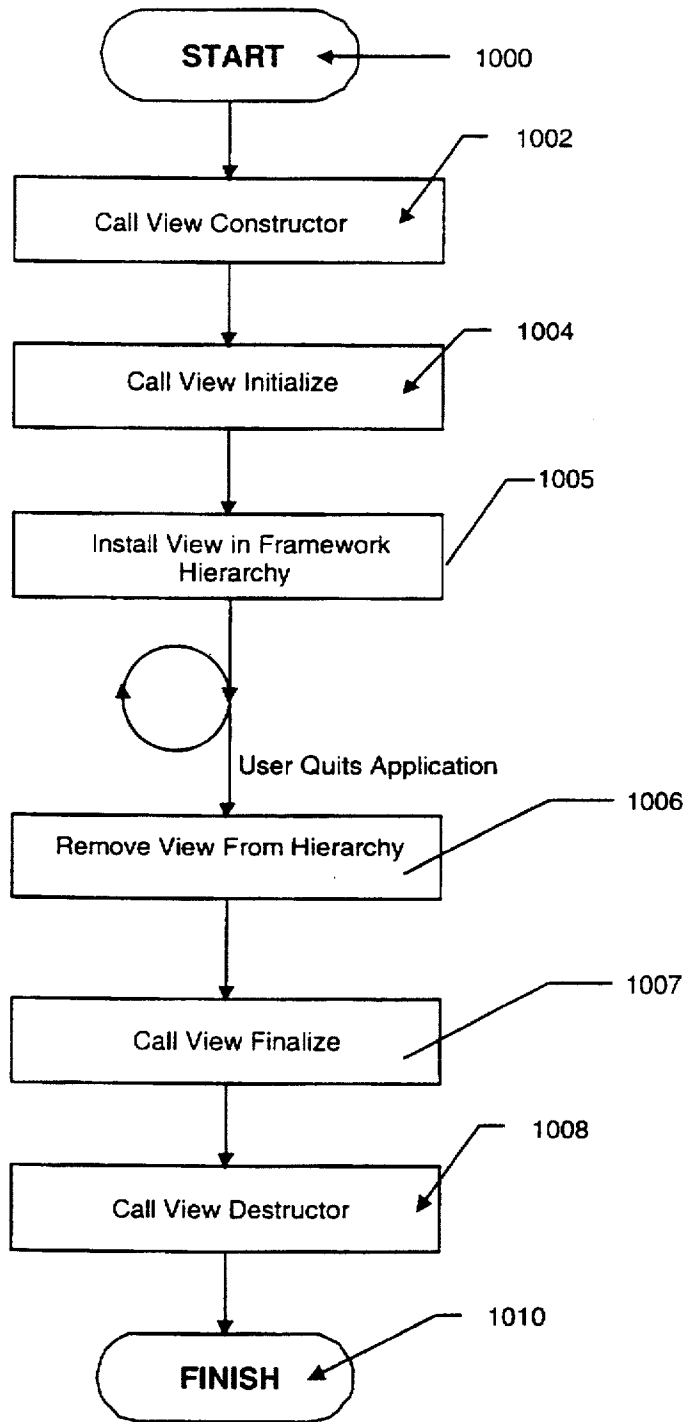 START
1000
1002
Call View Constructor
1004
Call View Initialize
1005
Install View in Framework
Hierarchy
User Quits Application
1006
Remove View From Hierarchy
1007
Call View Finalize
1008
Call View Destructor
1010
FINISH